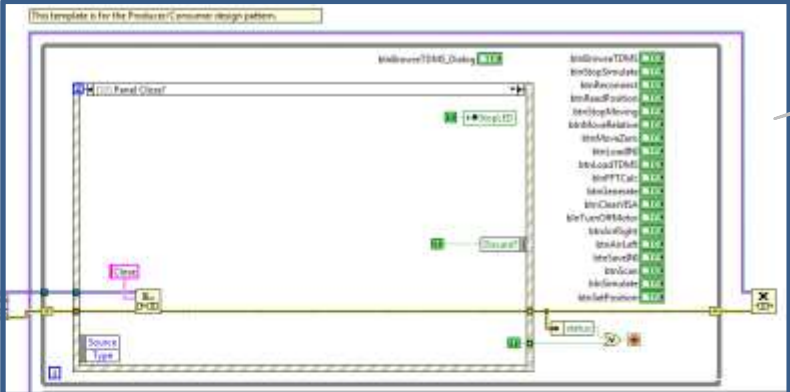 This template is for the Producer/Consumer design pattern.
btnBrowseTDMS_Dialog
btnBrowseTDMS
btnStopSimulate
btnReconnect
btnReadPosition
btnStopMoving
btnMoveRelative
btnMoveZero
btnLoadINI
btnLoadTDMS
btnFFTCalc
btnGenerate
btnCleanVISA
btnTurnOffMotor
btnAirRight
btnAirLeft
btnSaveINI
btnScan
btnSimulate
btnSetPosition
Panel Close?
StopLED
Discard?
Close
status
Source
Type
i